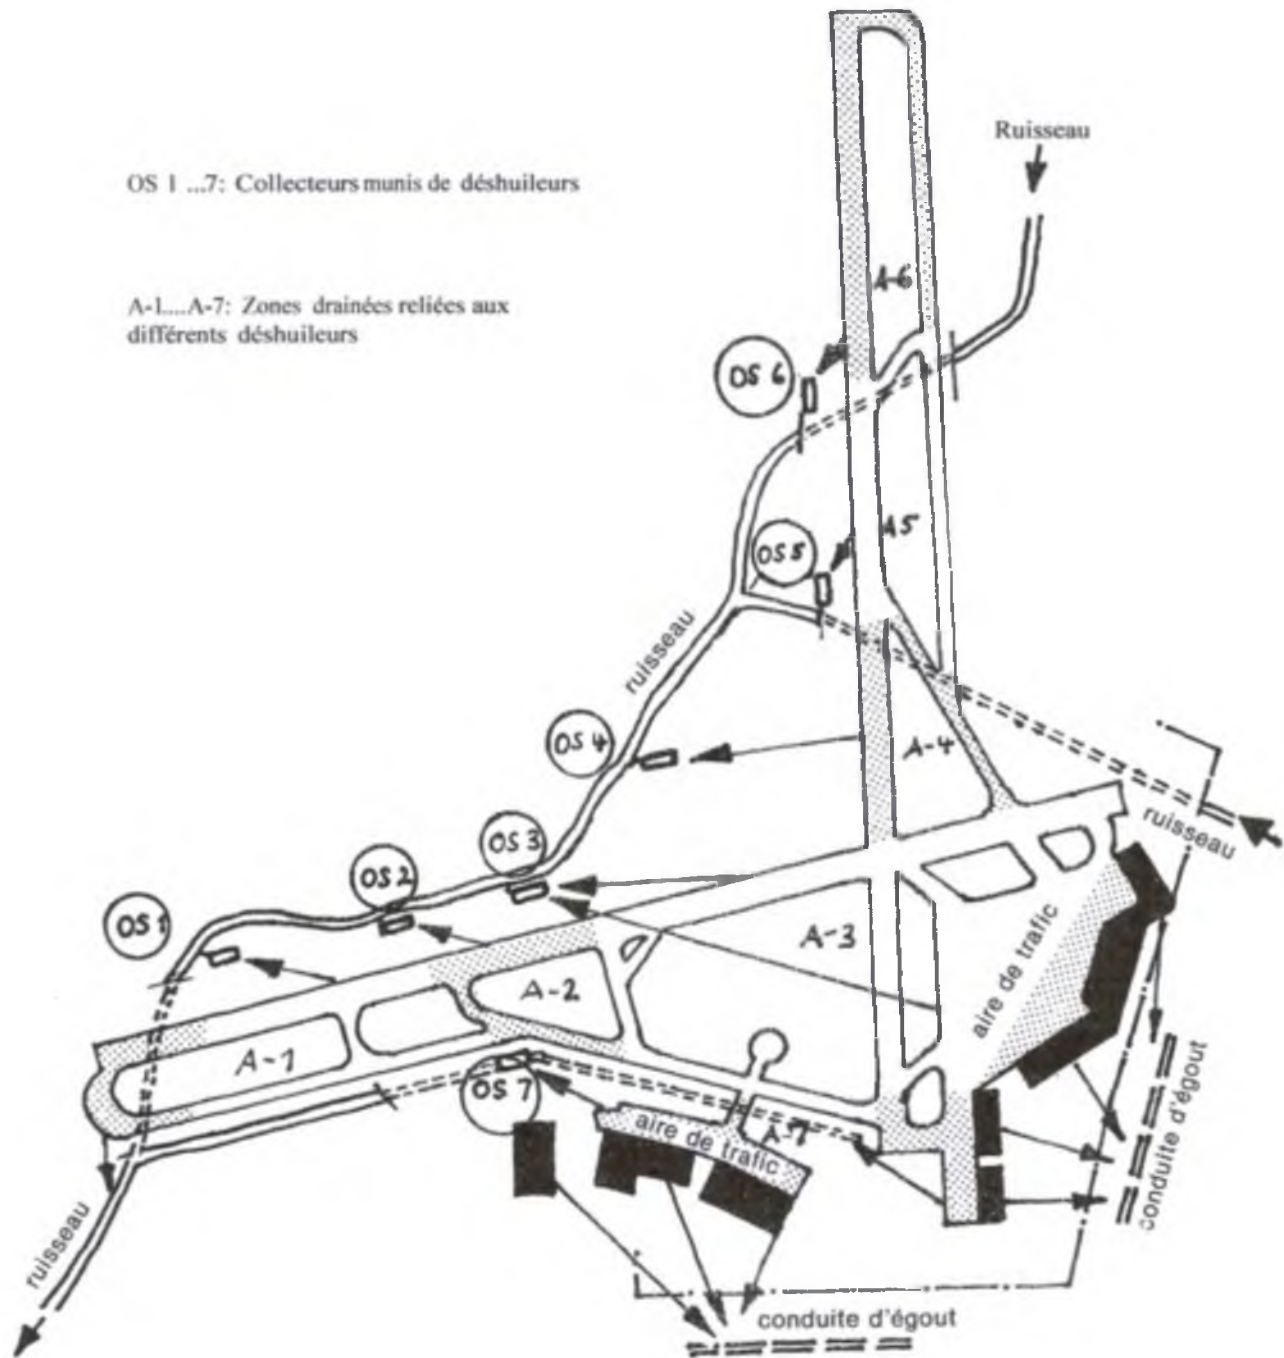 Ruisseau
OS 1 ...7: Collecteurs munis de déshuileurs
A-1....A-7: Zones drainées reliées aux
différents déshuileurs
A-6
OS 6
A5
OS 5
ruisseau
OS 4
A-4
ruisseau
OS 3
OS 2
OS 1
A-3
aire de trafic
A-2
A-1
OS 7
aire de trafic
A-7
conduite d'égout
ruisseau
conduite d'égout